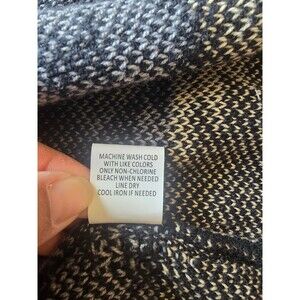 MACHINE WASH COLD
WITH LIKE COLORS
ONLY NON-CHLORINE
BLEACH WHEN NEEDED
LINE DRY
COOL IRON IF NEEDED